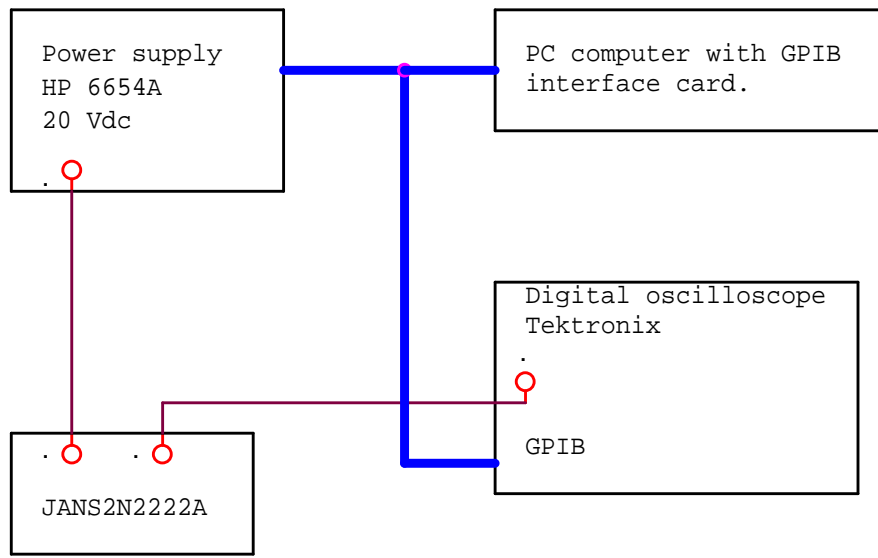 Power supply
HP 6654A
20 Vdc
PC computer with GPIB
interface card.
Digital oscilloscope
Tektronix
GPIB
JANS2N2222A